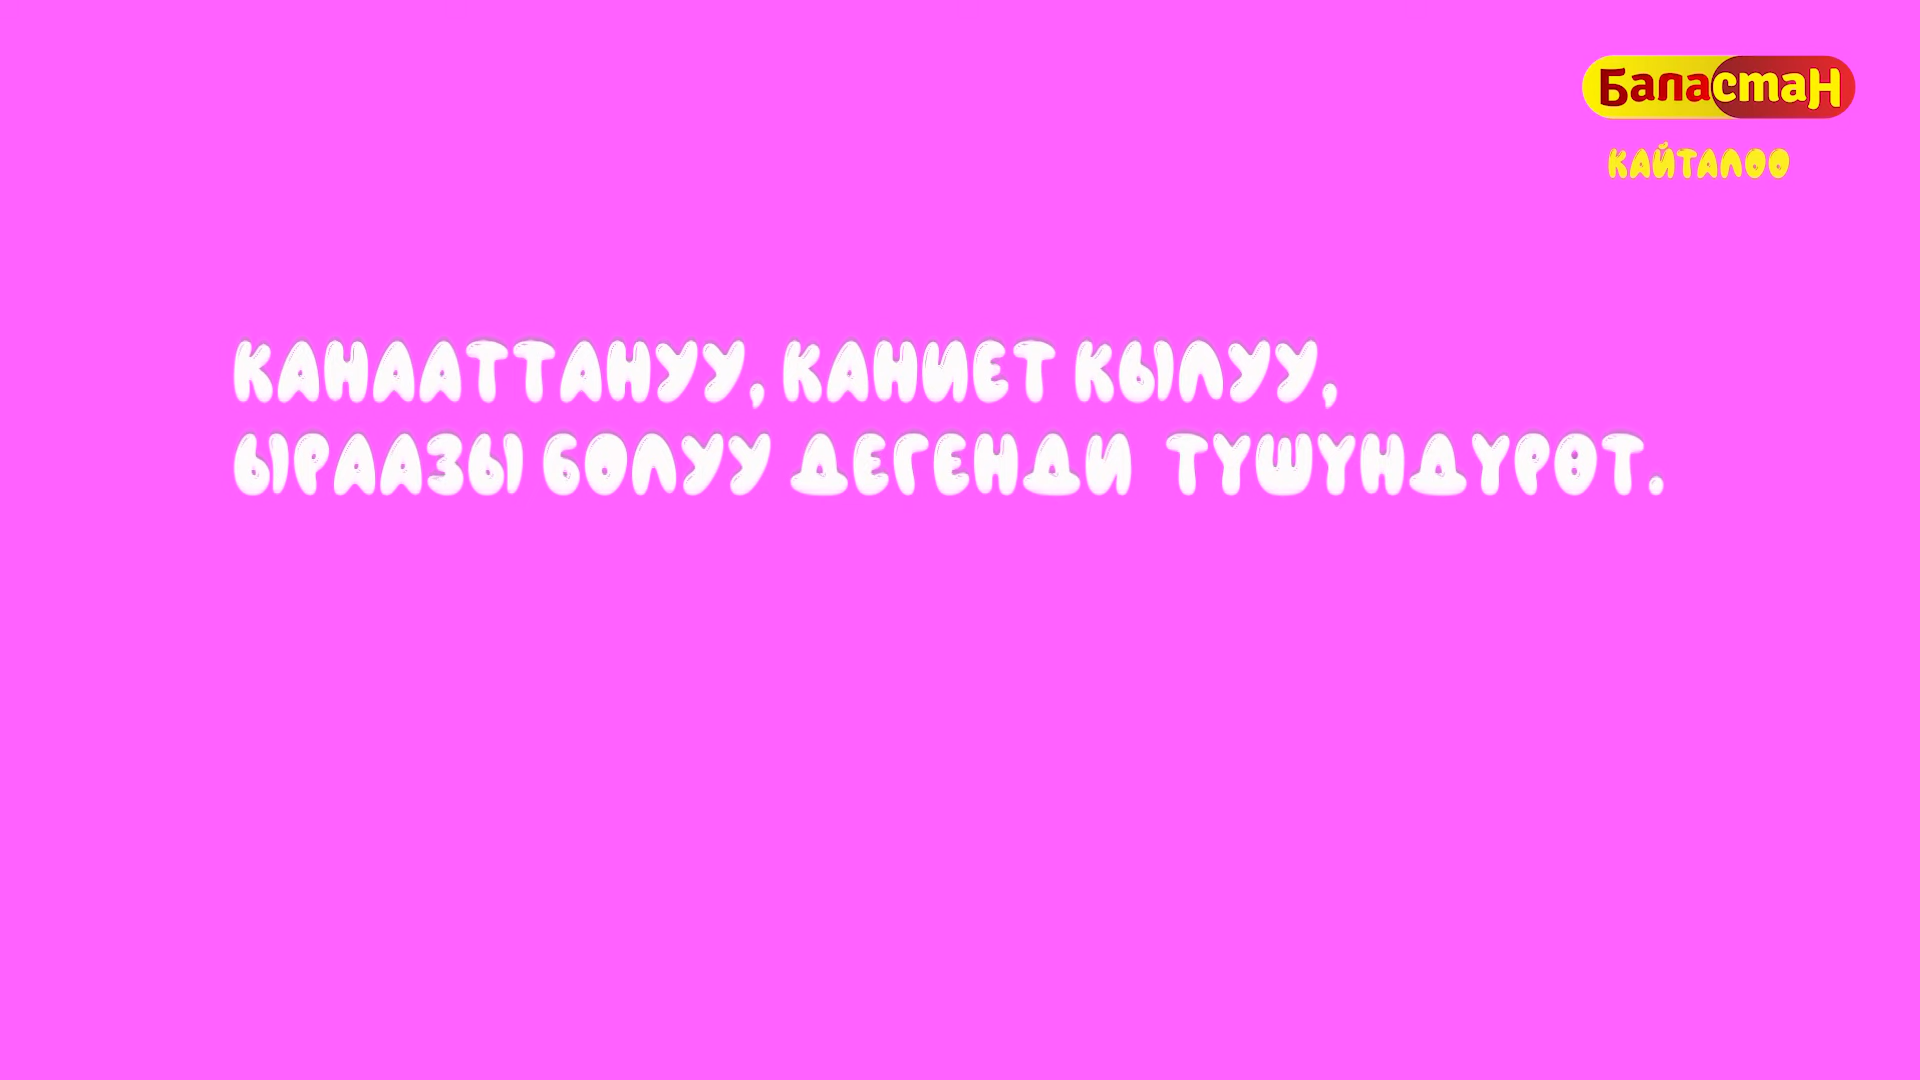 Баластан
КАЙТАЛОО
КАНААТТАНУУ, КАНИЕТ КЫЛУУ,
ЫРААЗЫ БОЛУУ ДЕГЕНДИ ТҮШҮНДҮРӨТ.